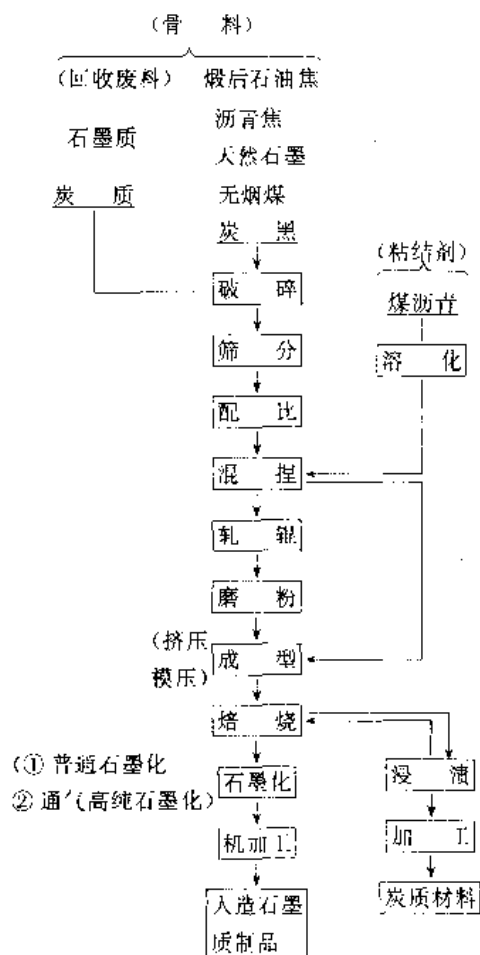 (骨 料)
(回收废料) 煅后石油焦
沥青焦
石墨质
天然石墨
炭 质 无烟煤
炭 黑
(粘结剂)
破 碎
煤沥青
筛 分
溶 化
配 比
混 捏
轧 辊
磨 粉
(挤压
成 型
模压)
焙 烧
(① 普通石墨化
石墨化
浸 渍
② 通气(高纯石墨化)
机加工
加 工
人造石墨
质制品
炭质材料